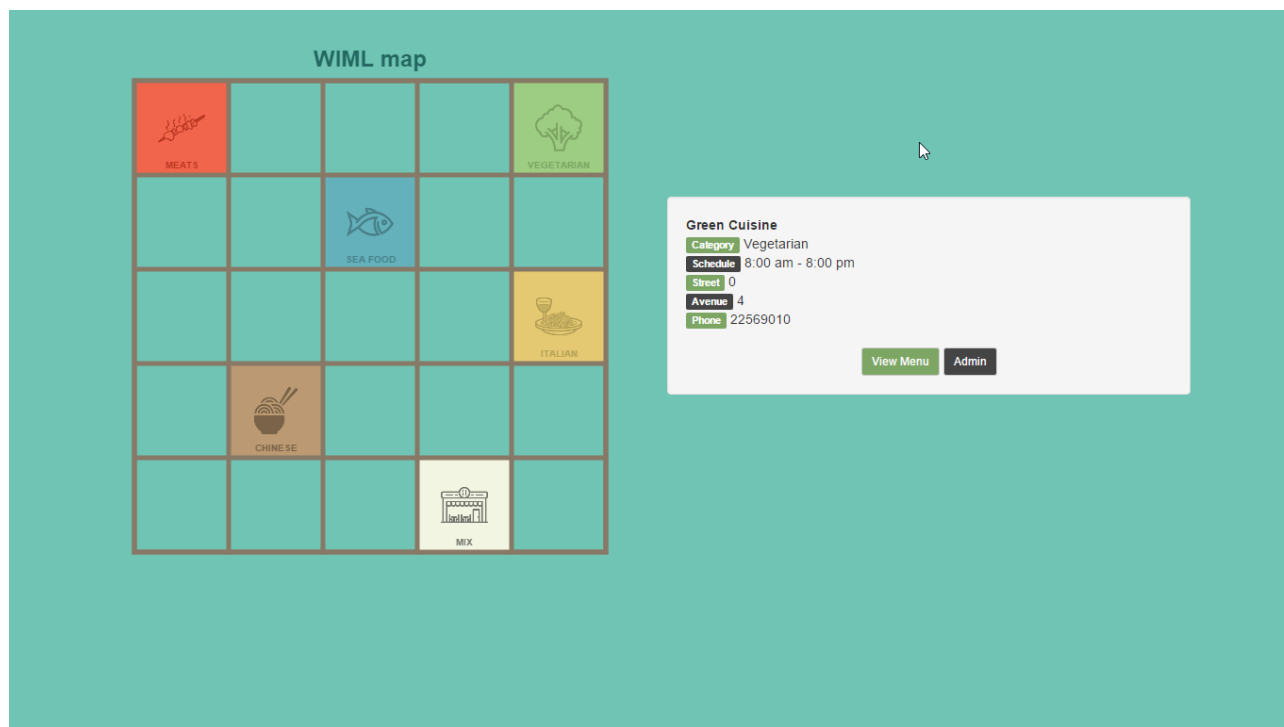 WIML map
MEATS
VEGETARIAN
SEA FOOD
ITALIAN
CHINESE
MIX
Green Cuisine
Category Vegetarian
Schedule 8:00 am - 8:00 pm
Street 0
Avenue 4
Phone 22569010
View Menu Admin